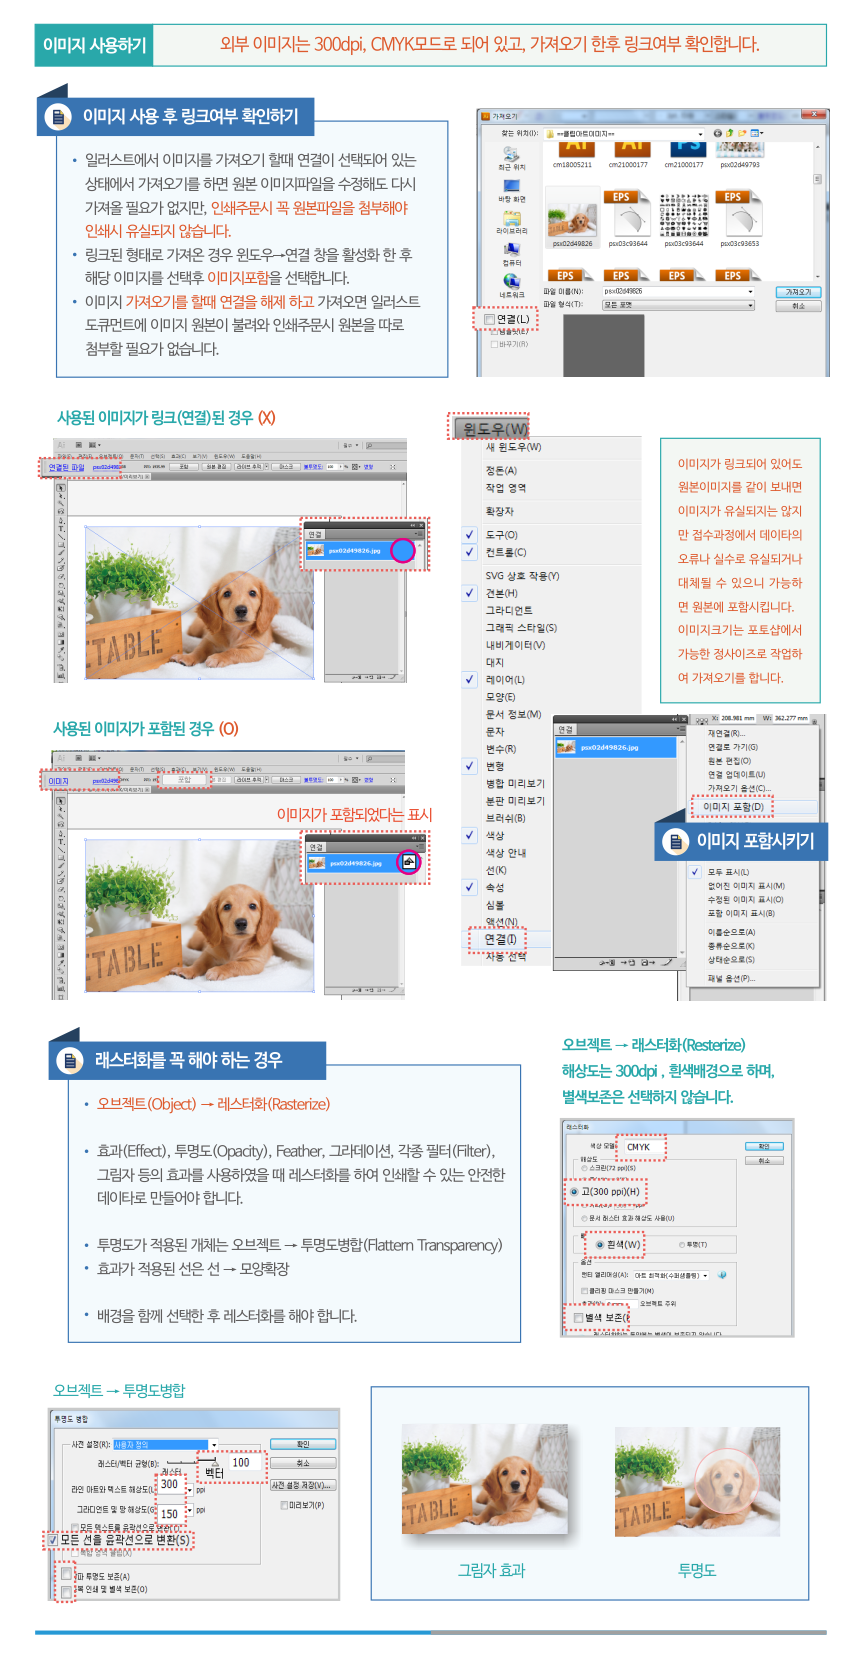 이미지 사용하기
외부 이미지는 300dpi, CMYK모드로 되어 있고, 가져오기 한후 링크여부 확인합니다.
이미지 사용 후 링크여부 확인하기
• 일러스트에서 이미지를 가져오기 할때 연결이 선택되어 있는
상태에서 가져오기를 하면 원본 이미지파일을 수정해도 다시
가져올 필요가 없지만, 인쇄주문시 꼭 원본파일을 첨부해야
인쇄시 유실되지 않습니다.
• 링크된 형태로 가져온 경우 윈도우→연결 창을 활성화 한 후
해당 이미지를 선택후 이미지포함을 선택합니다.
• 이미지 가져오기를 할때 연결을 해제 하고 가져오면 일러스트
도큐먼트에 이미지 원본이 불려와 인쇄주문시 원본을 따로
첨부할 필요가 없습니다.
가져오기
찾는 위치(I):
==클립아트이미지==
최근 위치
바탕 화면
라이브러리
컴퓨터
네트워크
cm18005211
cm21000177
cm21000177
psx02d49793
EPS
EPS
EPS
psx02d49826
psx03c93644
psx03c93644
psx03c93653
EPS
EPS
EPS
파일 이름(N):
psx02d49826
가져오기
파일 형식(T):
모든 포맷
취소
연결(L)
바꾸기(R)
사용된 이미지가 링크(연결)된 경우 (X)
연결된 파일
psx02d49826
포함
원본 편집
라이브 추적
마스크
불투명도:
100
변형
연결
psx02d49826.jpg
TABLE
사용된 이미지가 포함된 경우 (O)
이미지
포함
라이브 추적
마스크
불투명도:
100
변형
이미지가 포함되었다는 표시
연결
psx02d49826.jpg
TABLE
윈도우(W)
새 윈도우(W)
정돈(A)
작업 영역
확장자
도구(O)
컨트롤(C)
SVG 상호 작용(Y)
견본(H)
그라디언트
그래픽 스타일(S)
내비게이터(V)
대지
레이어(L)
모양(E)
문서 정보(M)
문자
변수(R)
변형
병합 미리보기
분판 미리보기
브러쉬(B)
색상
색상 안내
선(K)
속성
심볼
액션(N)
연결(I)
자동 선택
이미지가 링크되어 있어도
원본이미지를 같이 보내면
이미지가 유실되지는 않지
만 접수과정에서 데이타의
오류나 실수로 유실되거나
대체될 수 있으니 가능하
면 원본에 포함시킵니다.
이미지크기는 포토샵에서
가능한 정사이즈로 작업하
여 가져오기를 합니다.
연결
psx02d49826.jpg
X: 208.981 mm
W: 362.277 mm
재연결(R)...
연결로 가기(G)
원본 편집(O)
연결 업데이트(U)
가져오기 옵션(C)...
이미지 포함(D)
이미지 포함시키기
모두 표시(L)
없어진 이미지 표시(M)
수정된 이미지 표시(O)
포함 이미지 표시(B)
이름순으로(A)
종류순으로(K)
상태순으로(S)
패널 옵션(P)...
래스터화를 꼭 해야 하는 경우
• 오브젝트(Object) → 레스터화(Rasterize)
• 효과(Effect), 투명도(Opacity), Feather, 그라데이션, 각종 필터(Filter),
그림자 등의 효과를 사용하였을 때 레스터화를 하여 인쇄할 수 있는 안전한
데이타로 만들어야 합니다.
• 투명도가 적용된 개체는 오브젝트 → 투명도병합(Flattern Transparency)
• 효과가 적용된 선은 선 → 모양확장
• 배경을 함께 선택한 후 레스터화를 해야 합니다.
오브젝트 → 래스터화(Resterize)
해상도는 300dpi , 흰색배경으로 하며,
별색보존은 선택하지 않습니다.
래스터화
색상 모델:
CMYK
확인
취소
해상도
스크린(72 ppi)(S)
고(300 ppi)(H)
문서 래스터 효과 해상도 사용(U)
흰색(W)
투명(T)
옵션
앤티 앨리어싱(A):
아트 최적화(수퍼샘플링)
클리핑 마스크 만들기(M)
오브젝트 주위
별색 보존(
오브젝트 → 투명도병합
투명도 병합
사전 설정(R):
사용자 정의
확인
래스터/벡터 균형(B):
벡터
100
취소
라인 아트와 텍스트 해상도(L
300
ppi
사전 설정 저장(V)...
그라디언트 및 망 해상도(G
150
ppi
미리보기(P)
모든 선을 윤곽선으로 변환(S)
투명도 보존(A)
인쇄 및 별색 보존(O)
TABLE
TABLE
그림자 효과
투명도